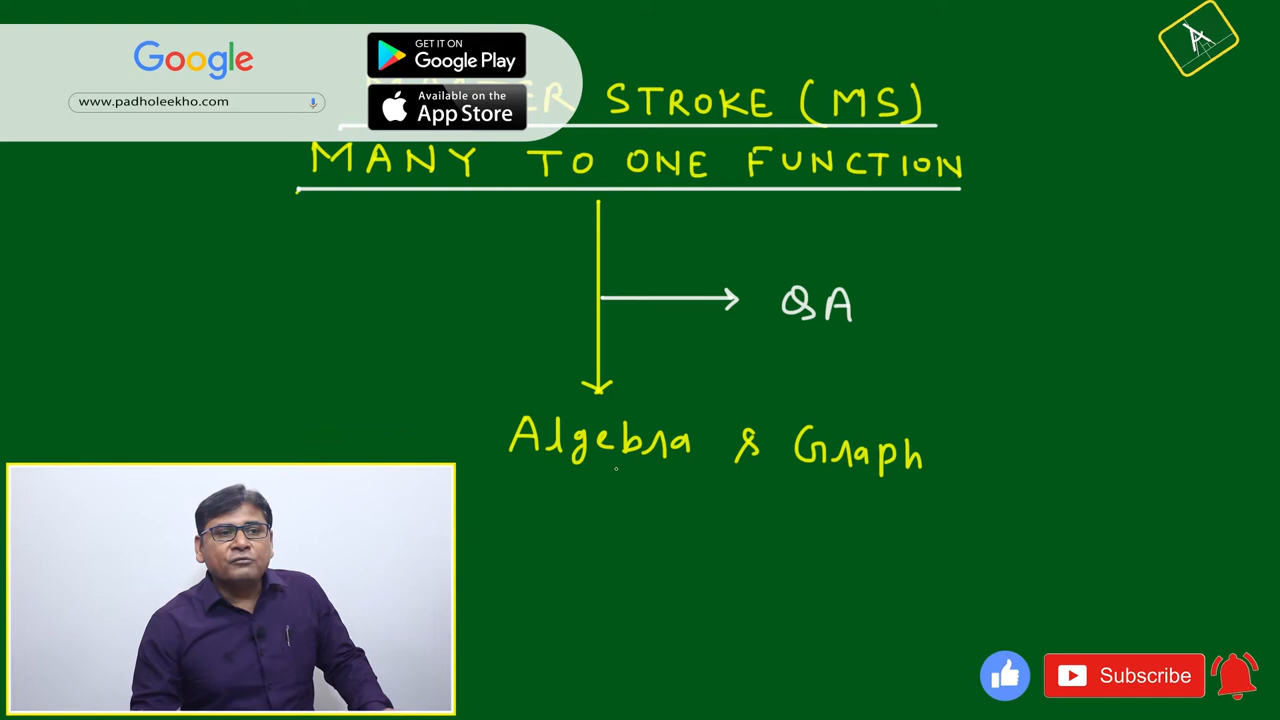 Google
www.padholeekho.com
GET IT ON
Google Play
Available on the
App Store
STROKE (MS)
MANY TO ONE FUNCTION
QA
Algebra & Graph
Subscribe